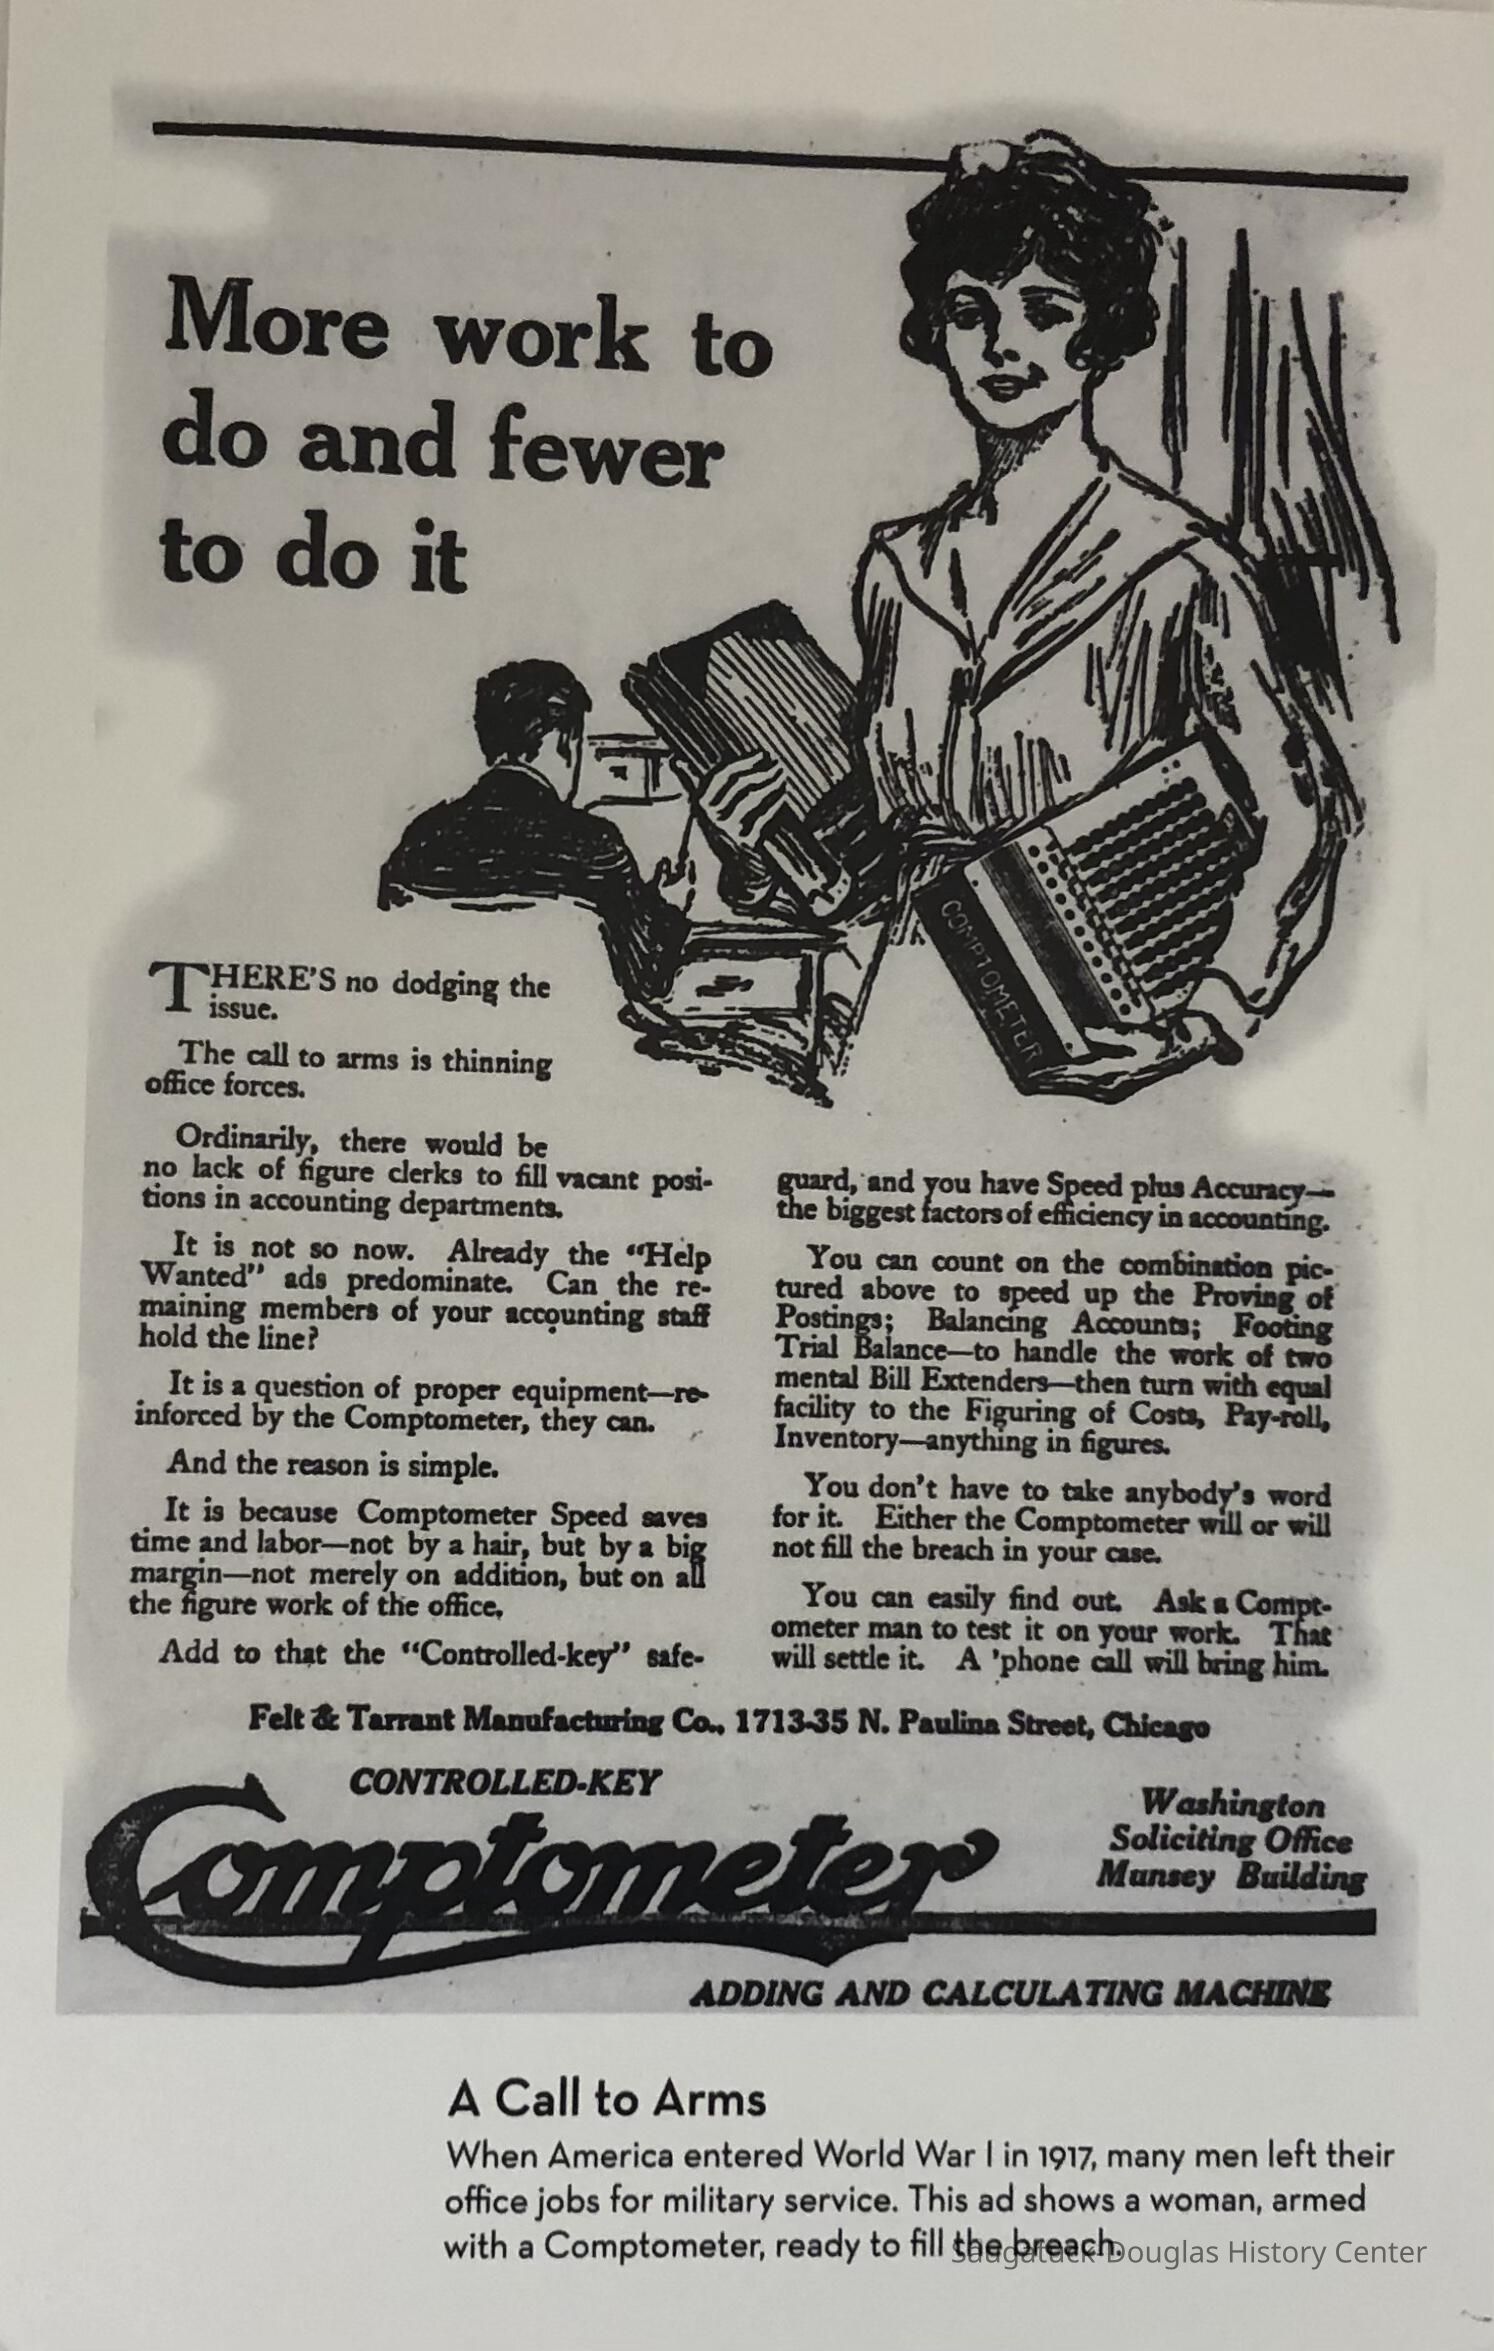 More work to
do and fewer
to do it
COMPTOMETER
THERE'S no dodging the
issue.
The call to arms is thinning
office forces.
Ordinarily, there would be
no lack of figure clerks to fill vacant posi-
tions in accounting departments.
It is not so now. Already the "Help
Wanted" ads predominate. Can the re-
maining members of your accounting staff
hold the line?
It is a question of proper equipment—re-
inforced by the Comptometer, they can.
And the reason is simple.
It is because Comptometer Speed saves
time and labor—not by a hair, but by a big
margin—not merely on addition, but on all
the figure work of the office.
Add to that the "Controlled-key" safe-
guard, and you have Speed plus Accuracy—
the biggest factors of efficiency in accounting.
You can count on the combination pic-
tured above to speed up the Proving of
Postings; Balancing Accounts; Footing
Trial Balance—to handle the work of two
mental Bill Extenders—then turn with equal
facility to the Figuring of Costs, Pay-roll,
Inventory—anything in figures.
You don't have to take anybody's word
for it. Either the Comptometer will or will
not fill the breach in your case.
You can easily find out. Ask a Compt-
ometer man to test it on your work. That
will settle it. A 'phone call will bring him.
Felt & Tarrant Manufacturing Co., 1713-35 N. Paulina Street, Chicago
CONTROLLED-KEY
Comptometer
Washington
Soliciting Office
Munsey Building
ADDING AND CALCULATING MACHINE
A Call to Arms
When America entered World War I in 1917, many men left their
office jobs for military service. This ad shows a woman, armed
with a Comptometer, ready to fill the breach.
Saugatuck-Douglas History Center